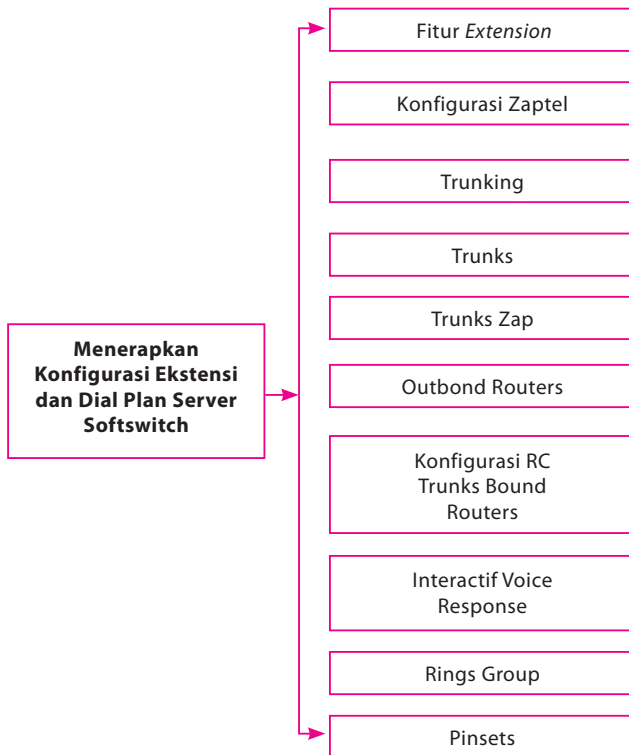 Fitur Extension
Konfigurasi Zaptel
Trunking
Trunks
Trunks Zap
Menerapkan
Konfigurasi Ekstensi
dan Dial Plan Server
Softswitch
Outbond Routers
Konfigurasi RC
Trunks Bound
Routers
Interactif Voice
Response
Rings Group
Pinsets